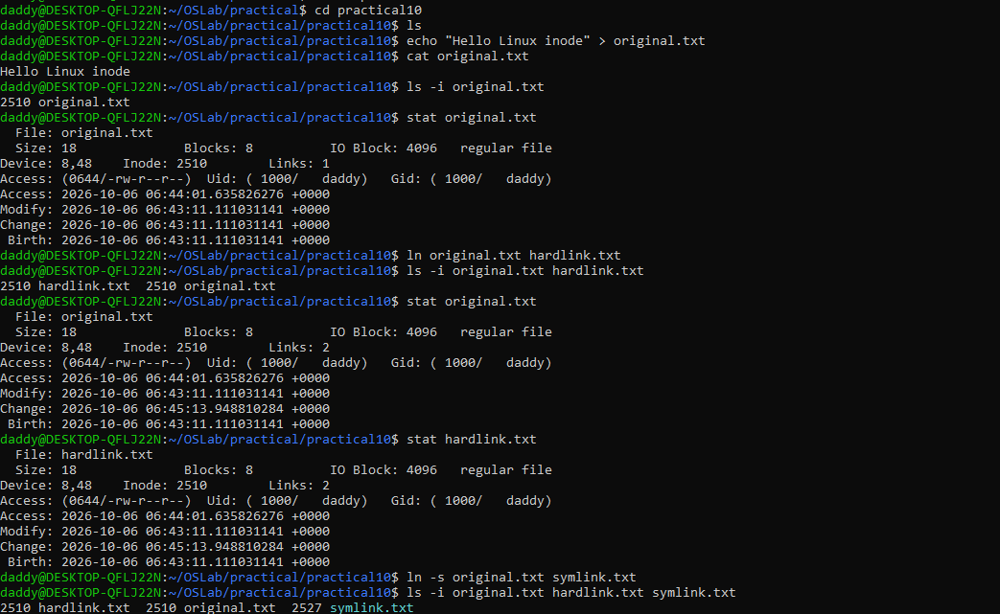 daddy@DESKTOP-QFLJ22N:~/OSLab/practical$ cd practical10
daddy@DESKTOP-QFLJ22N:~/OSLab/practical/practical10$ ls
daddy@DESKTOP-QFLJ22N:~/OSLab/practical/practical10$ echo "Hello Linux inode" > original.txt
daddy@DESKTOP-QFLJ22N:~/OSLab/practical/practical10$ cat original.txt
Hello Linux inode
daddy@DESKTOP-QFLJ22N:~/OSLab/practical/practical10$ ls -i original.txt
2510 original.txt
daddy@DESKTOP-QFLJ22N:~/OSLab/practical/practical10$ stat original.txt
  File: original.txt
  Size: 18              Blocks: 8          IO Block: 4096   regular file
Device: 8,48    Inode: 2510        Links: 1
Access: (0644/-rw-r--r--)  Uid: ( 1000/   daddy)   Gid: ( 1000/   daddy)
Access: 2026-10-06 06:44:01.635826276 +0000
Modify: 2026-10-06 06:43:11.111031141 +0000
Change: 2026-10-06 06:43:11.111031141 +0000
 Birth: 2026-10-06 06:43:11.111031141 +0000
daddy@DESKTOP-QFLJ22N:~/OSLab/practical/practical10$ ln original.txt hardlink.txt
daddy@DESKTOP-QFLJ22N:~/OSLab/practical/practical10$ ls -i original.txt hardlink.txt
2510 hardlink.txt  2510 original.txt
daddy@DESKTOP-QFLJ22N:~/OSLab/practical/practical10$ stat original.txt
  File: original.txt
  Size: 18              Blocks: 8          IO Block: 4096   regular file
Device: 8,48    Inode: 2510        Links: 2
Access: (0644/-rw-r--r--)  Uid: ( 1000/   daddy)   Gid: ( 1000/   daddy)
Access: 2026-10-06 06:44:01.635826276 +0000
Modify: 2026-10-06 06:43:11.111031141 +0000
Change: 2026-10-06 06:45:13.948810284 +0000
 Birth: 2026-10-06 06:43:11.111031141 +0000
daddy@DESKTOP-QFLJ22N:~/OSLab/practical/practical10$ stat hardlink.txt
  File: hardlink.txt
  Size: 18              Blocks: 8          IO Block: 4096   regular file
Device: 8,48    Inode: 2510        Links: 2
Access: (0644/-rw-r--r--)  Uid: ( 1000/   daddy)   Gid: ( 1000/   daddy)
Access: 2026-10-06 06:44:01.635826276 +0000
Modify: 2026-10-06 06:43:11.111031141 +0000
Change: 2026-10-06 06:45:13.948810284 +0000
 Birth: 2026-10-06 06:43:11.111031141 +0000
daddy@DESKTOP-QFLJ22N:~/OSLab/practical/practical10$ ln -s original.txt symlink.txt
daddy@DESKTOP-QFLJ22N:~/OSLab/practical/practical10$ ls -i original.txt hardlink.txt symlink.txt
2510 hardlink.txt  2510 original.txt  2527 symlink.txt